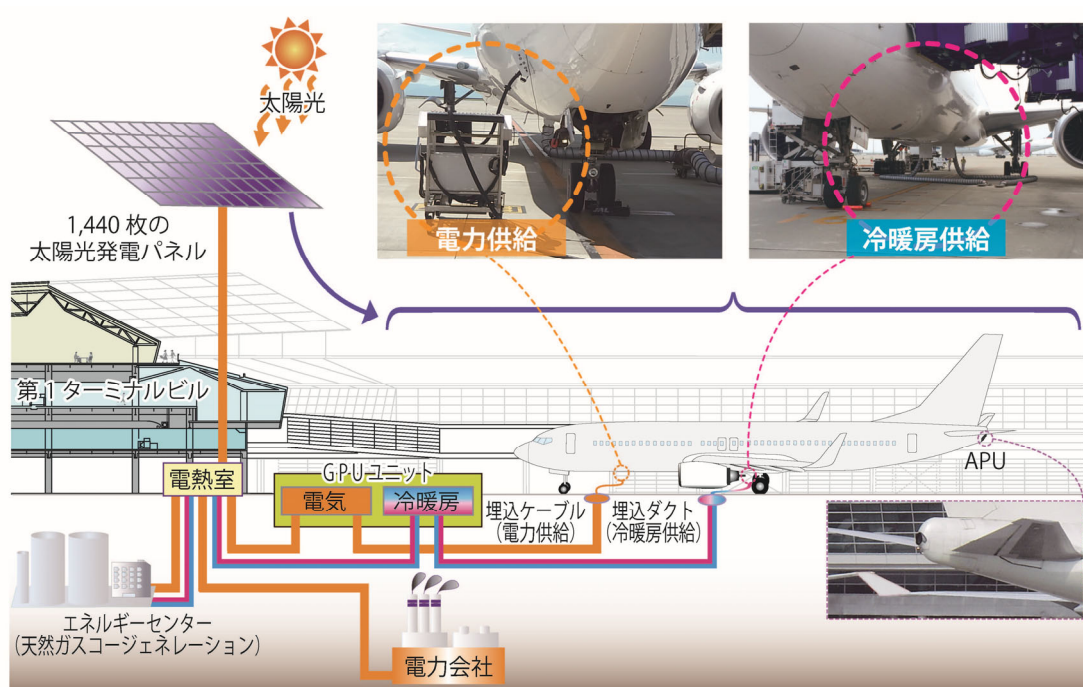 太陽光
1,440 枚の
太陽光発電パネル
電力供給
冷暖房供給
第1ターミナルビル
APU
電熱室
GPUユニット
電気
冷暖房
埋込ケーブル
(電力供給)
埋込ダクト
(冷暖房供給)
エネルギーセンター
(天然ガスコージェネレーション)
電力会社